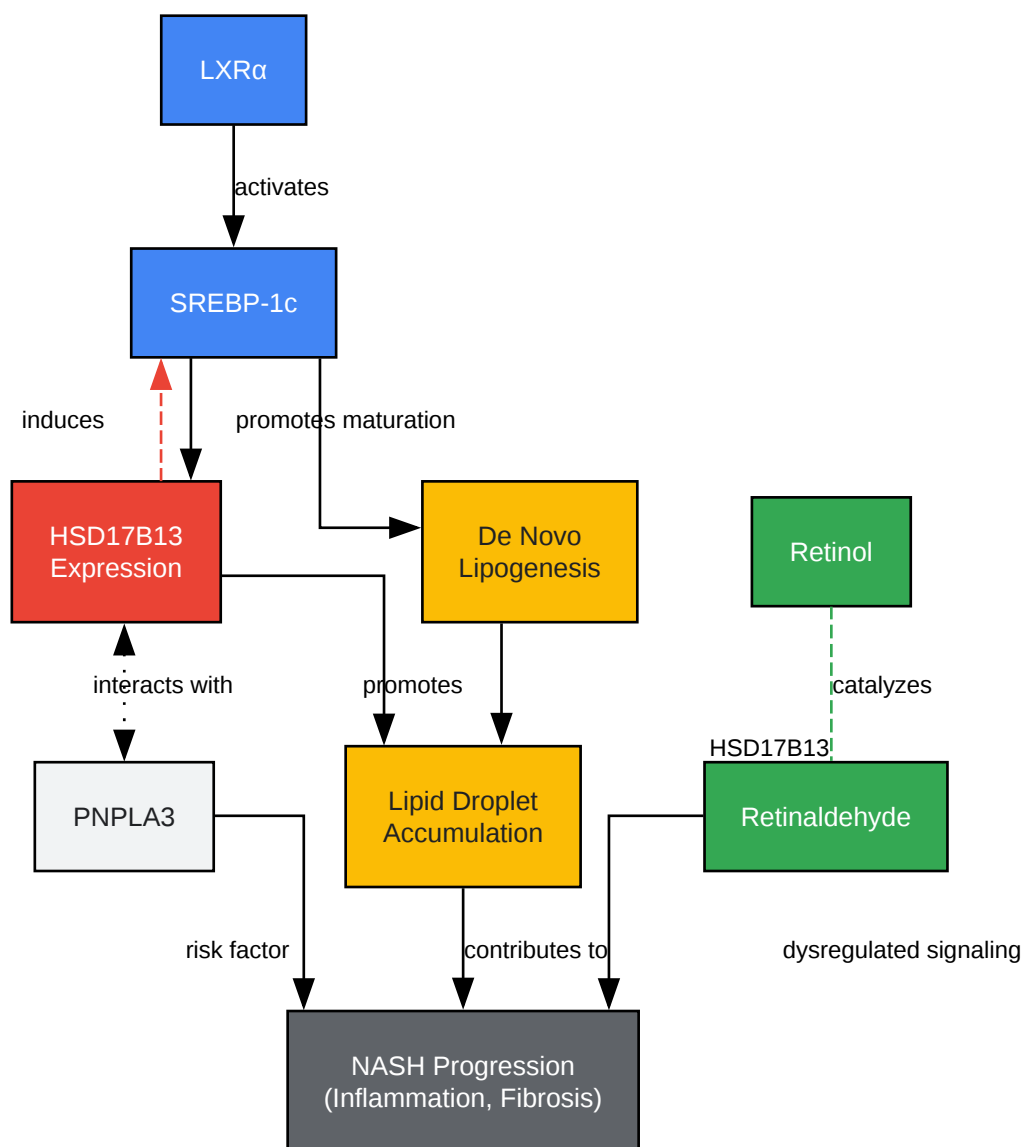 LXRα
activates
SREBP-1c
induces
promotes maturation
HSD17B13
Expression
De Novo
Lipogenesis
Retinol
interacts with
promotes
catalyzes
HSD17B13
PNPLA3
Lipid Droplet
Accumulation
Retinaldehyde
risk factor
contributes to
dysregulated signaling
NASH Progression
(Inflammation, Fibrosis)